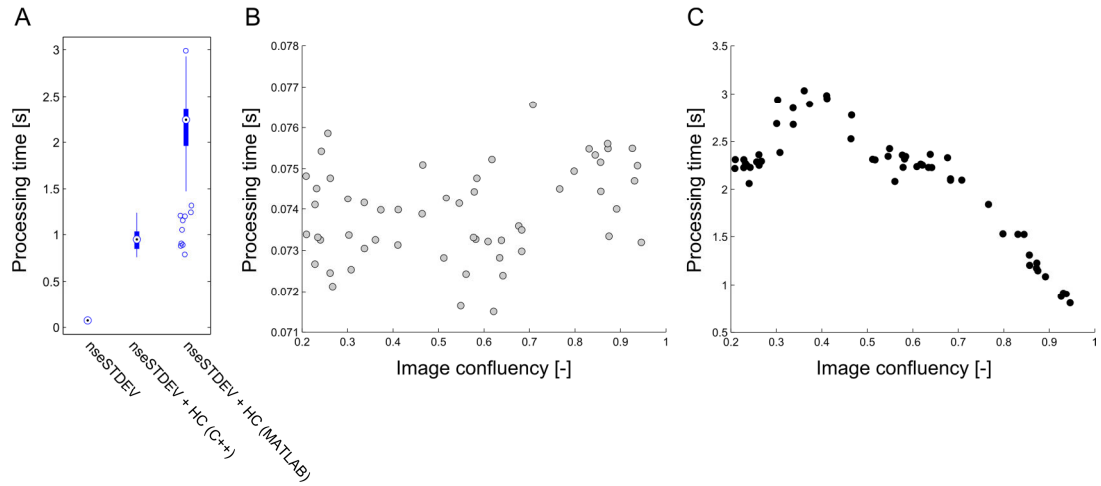 A
Processing time [s]
3
2.5
2
1.5
1
0.5
0
nseSTDEV
nseSTDEV + HC (C++)
nseSTDEV + HC (MATLAB)
B
Processing time [s]
0.078
0.077
0.076
0.075
0.074
0.073
0.072
0.071
0.2 0.3 0.4 0.5 0.6 0.7 0.8 0.9 1
Image confluency [-]
C
Processing time [s]
3.5
3
2.5
2
1.5
1
0.5
0.2 0.3 0.4 0.5 0.6 0.7 0.8 0.9 1
Image confluency [-]